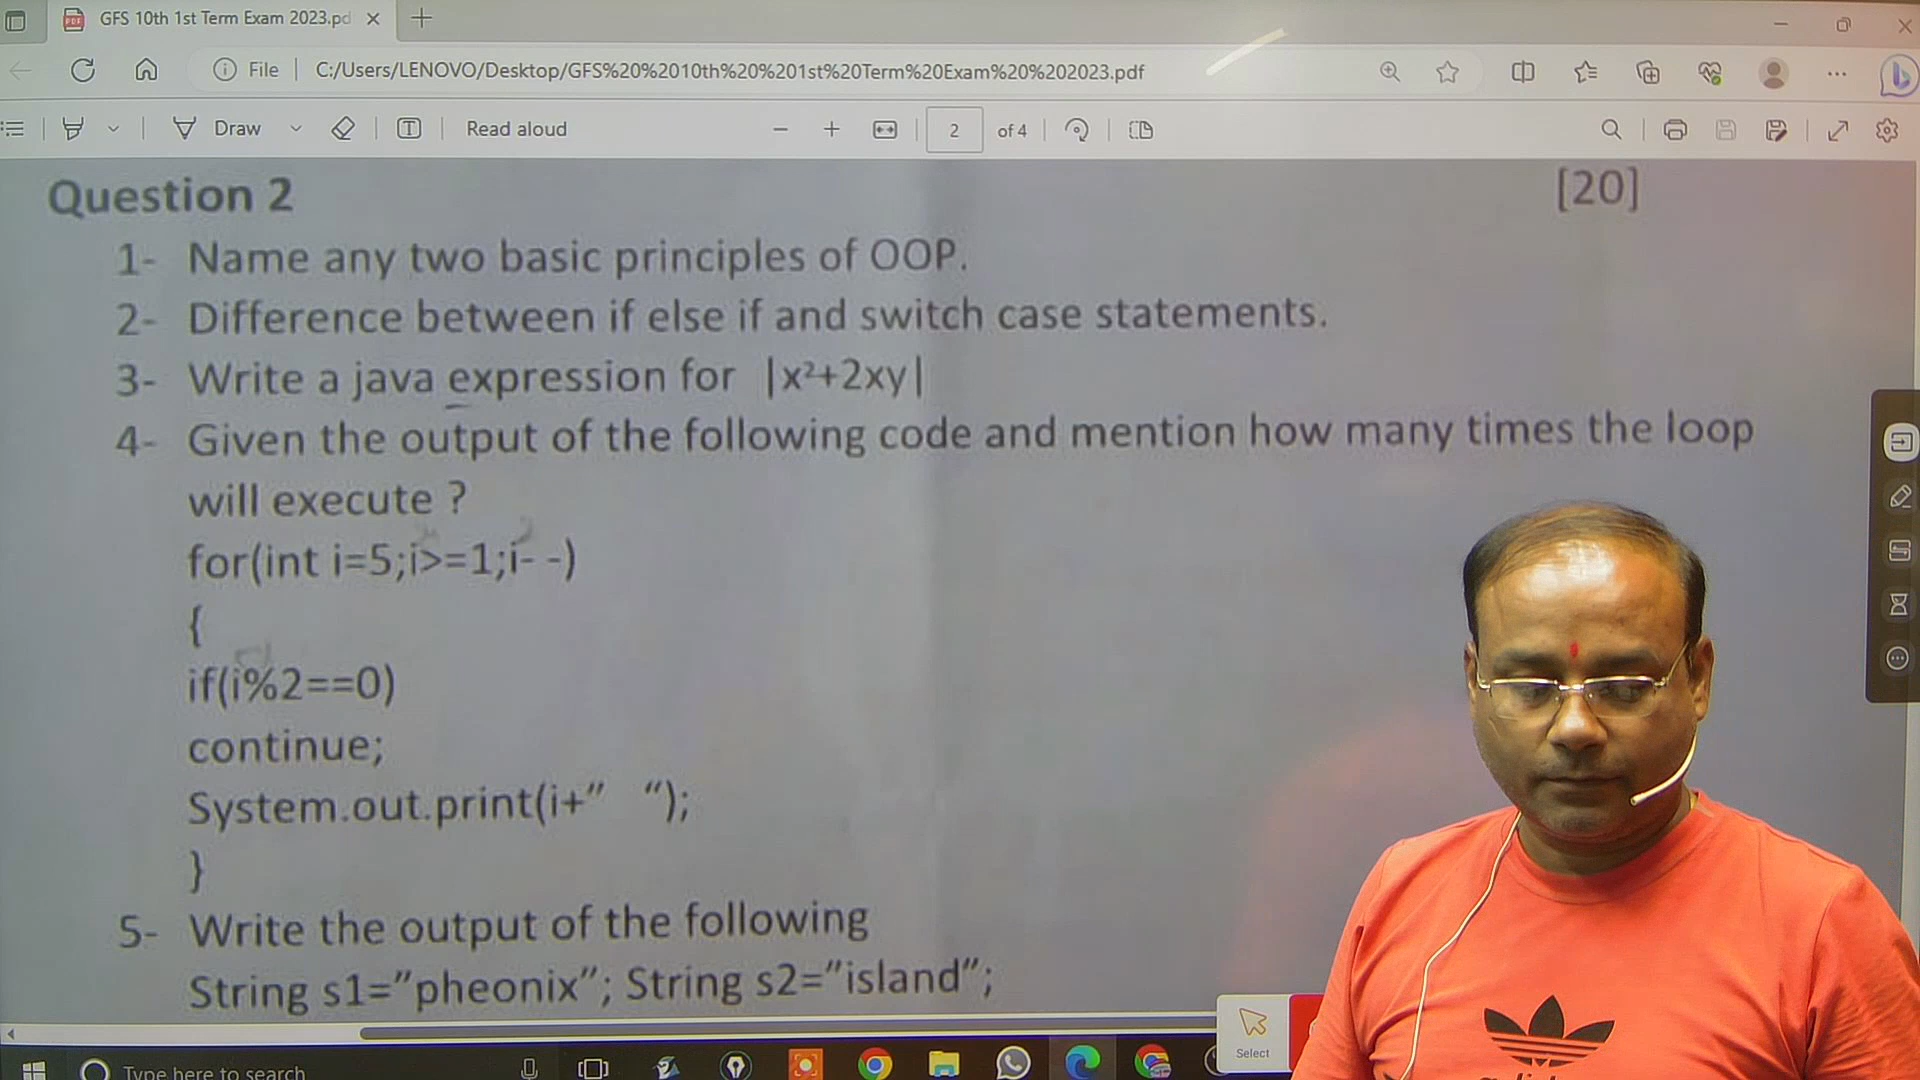 GFS 10th 1st Term Exam 2023.pd
File
C:/Users/LENOVO/Desktop/GFS%20%2010th%20%201st%20Term%20Exam%20%202023.pdf
Draw
Read aloud
2 of 4
Question 2 [20]
1- Name any two basic principles of OOP.
2- Difference between if else if and switch case statements.
3- Write a java expression for |x²+2xy|
4- Given the output of the following code and mention how many times the loop
will execute ?
for(int i=5;i>=1;i- -)
{
if(i%2==0)
continue;
System.out.print(i+” “);
}
5- Write the output of the following
String s1=”pheonix”; String s2=”island”;
Select
Type here to search